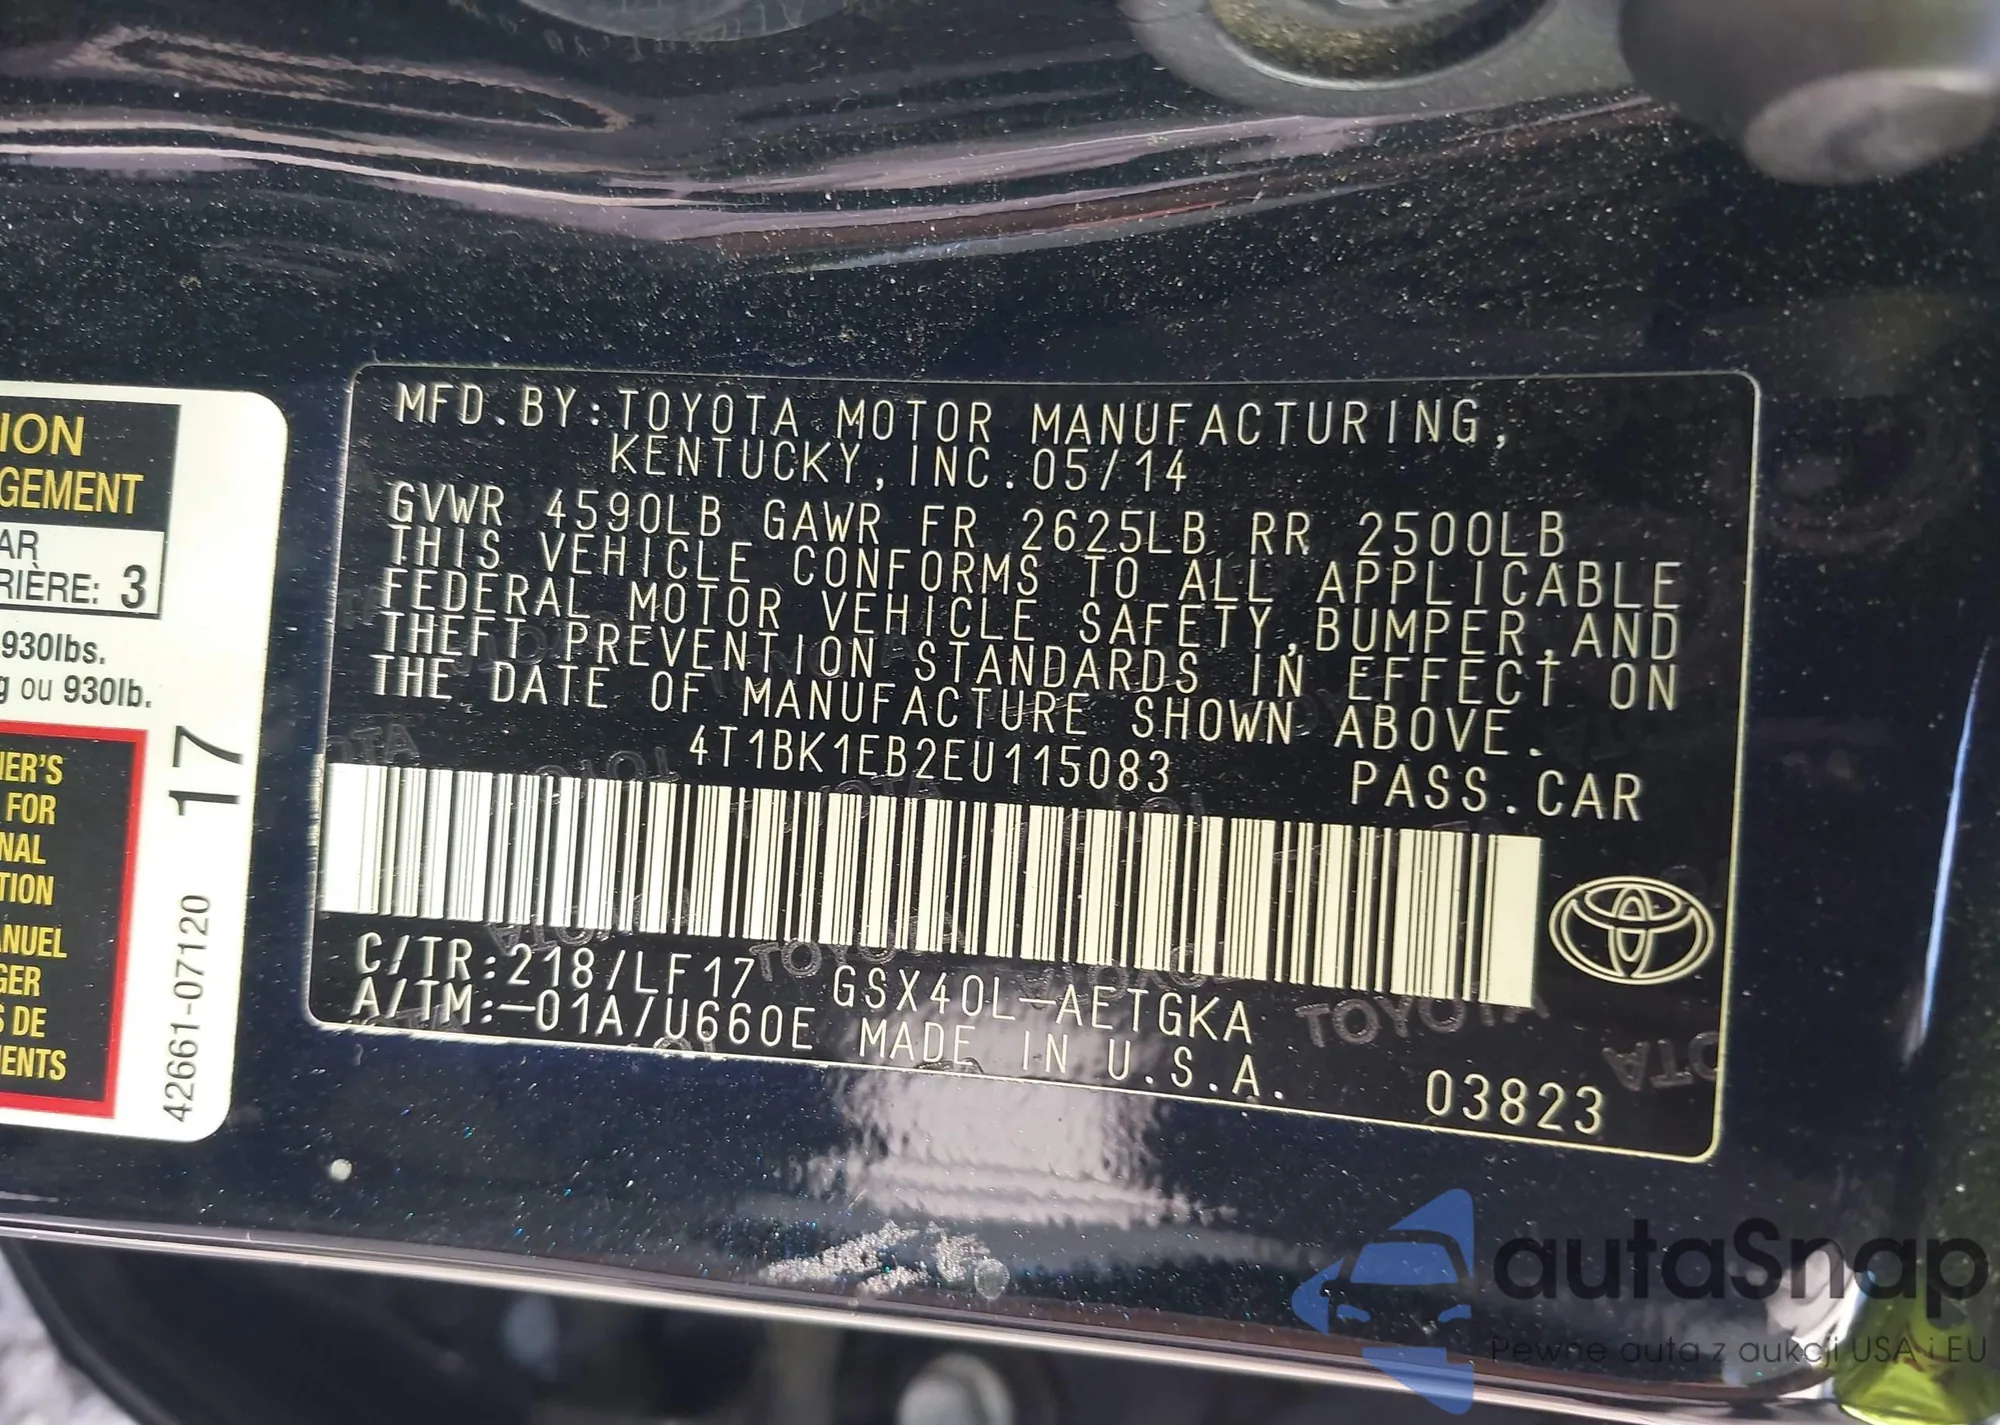 ION
GEMENT
AR
RIÈRE: 3
930lbs.
g ou 930lb.
ER'S
FOR
NAL
TION
ANUEL
GER
S DE
ENTS
17
42661-07120
MFD.BY:TOYOTA MOTOR MANUFACTURING,
KENTUCKY,INC.05/14
GVWR 4590LB GAWR FR 2625LB RR 2500LB
THIS VEHICLE CONFORMS TO ALL APPLICABLE
FEDERAL MOTOR VEHICLE SAFETY,BUMPER,AND
THEFT PREVENTION STANDARDS IN EFFECT ON
THE DATE OF MANUFACTURE SHOWN ABOVE.
4T1BK1EB2EU115083 PASS.CAR
C/TR:218/LF17 GSX40L-AETGKA
A/TM:-01A/U660E MADE IN U.S.A.
03823
TOYOTA
autaSnap
Pewne auta z aukcji USA i EU